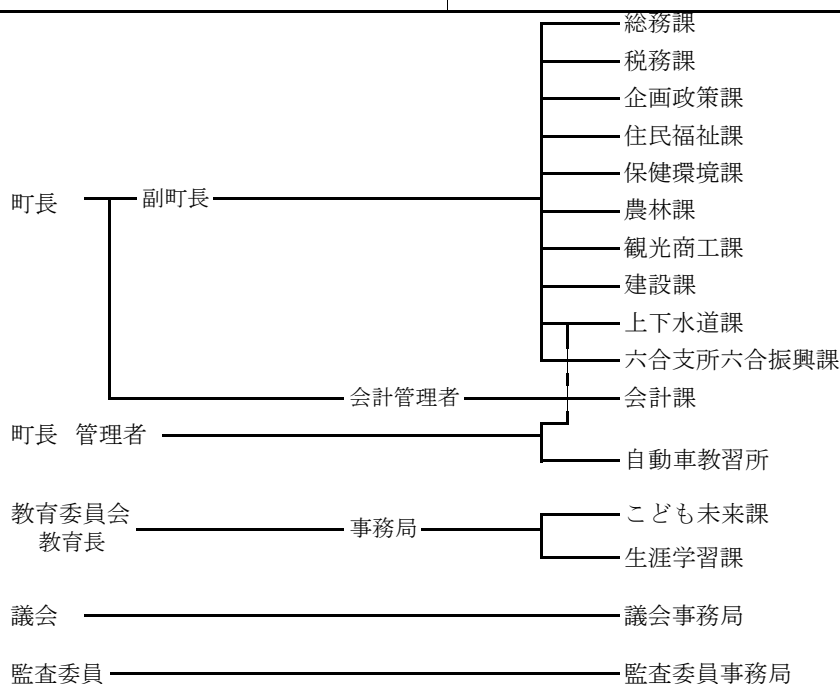 総務課
税務課
企画政策課
住民福祉課
保健環境課
町長 副町長
農林課
観光商工課
建設課
上下水道課
六合支所六合振興課
会計管理者 会計課
町長 管理者
自動車教習所
教育委員会
教育長
事務局
こども未来課
生涯学習課
議会 議会事務局
監査委員 監査委員事務局